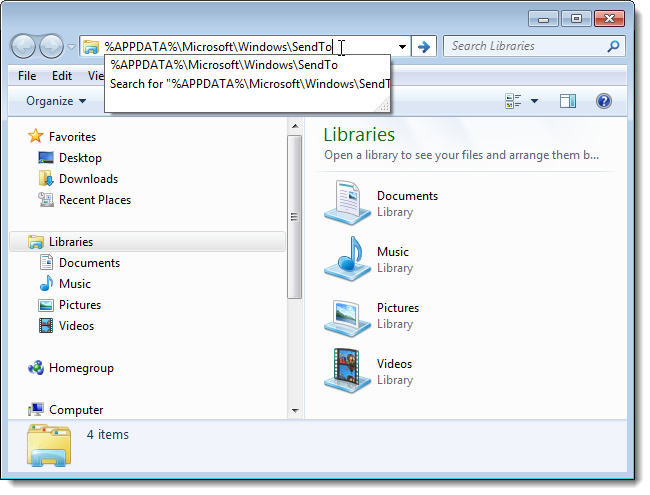 %APPDATA%\Microsoft\Windows\SendTo
Search Libraries
%APPDATA%\Microsoft\Windows\SendTo
Search for "%APPDATA%\Microsoft\Windows\SendT
File Edit Vie
Organize
Favorites
Desktop
Downloads
Recent Places
Libraries
Documents
Music
Pictures
Videos
Homegroup
Computer
Libraries
Open a library to see your files and arrange them b...
Documents
Library
Music
Library
Pictures
Library
Videos
Library
4 items